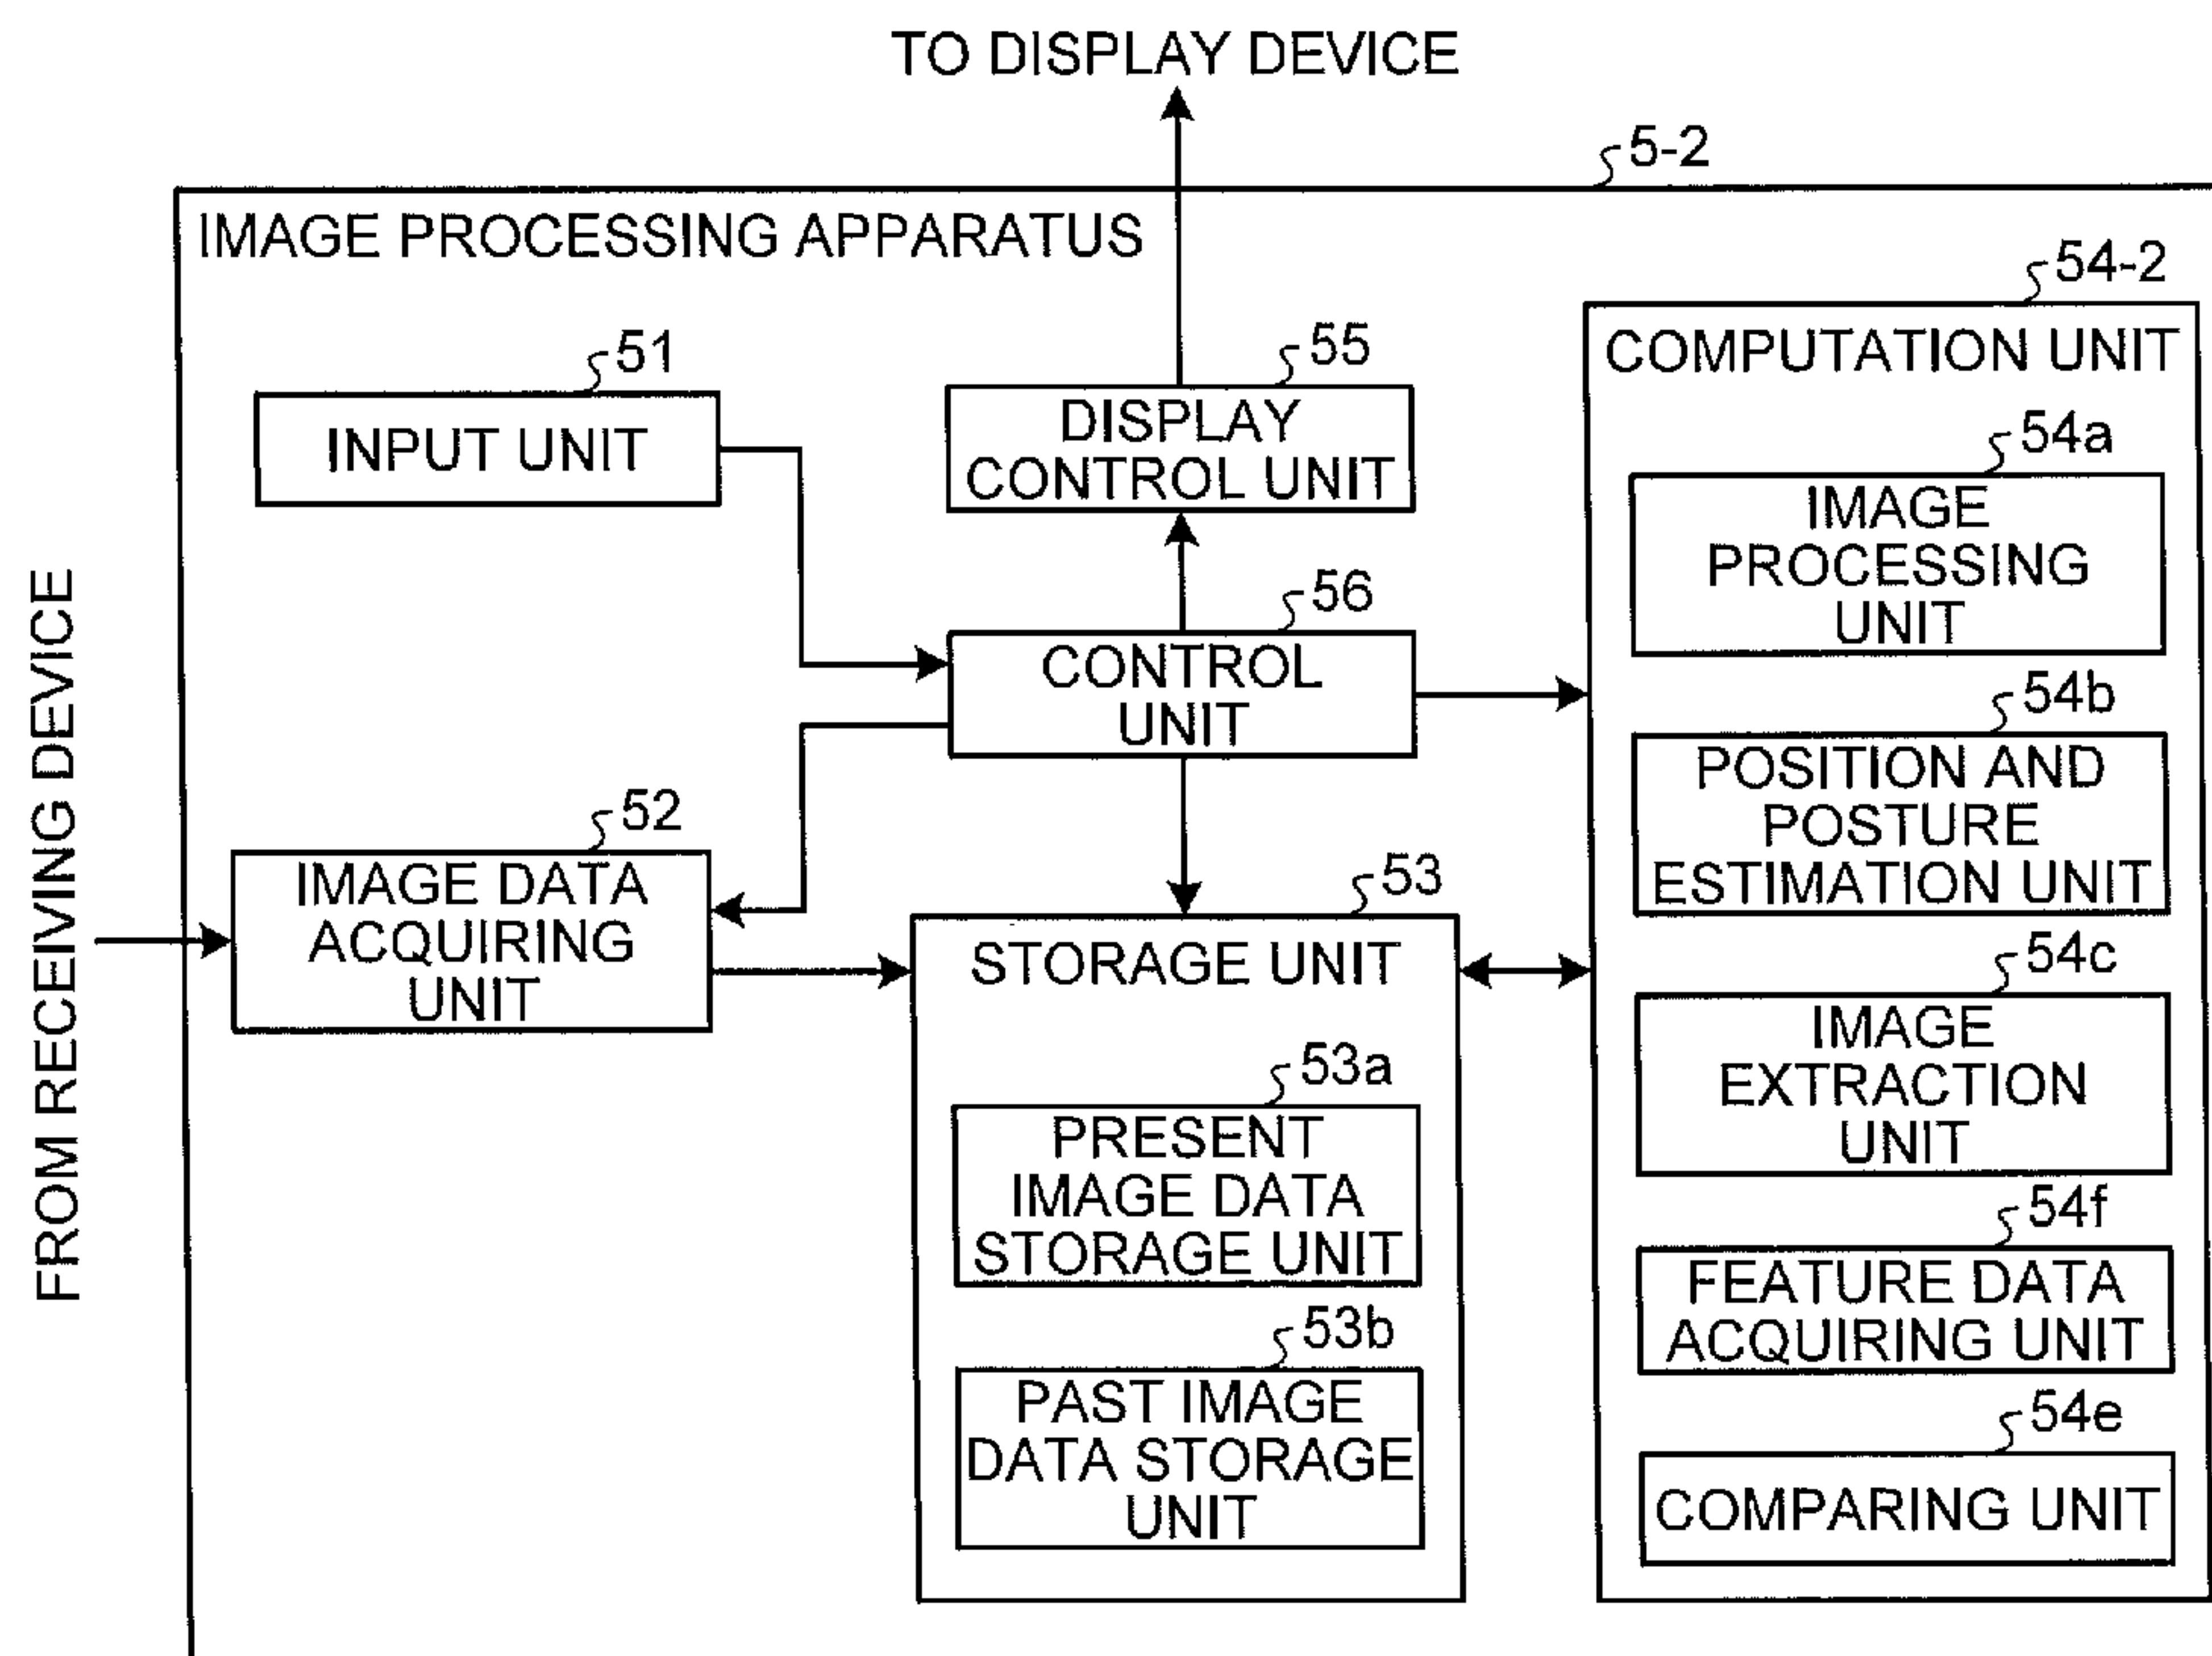 TO DISPLAY DEVICE
5-2
IMAGE PROCESSING APPARATUS
54-2
COMPUTATION UNIT
51
INPUT UNIT
55
DISPLAY
CONTROL UNIT
54a
IMAGE
PROCESSING
UNIT
56
CONTROL
UNIT
54b
POSITION AND
POSTURE
ESTIMATION UNIT
FROM RECEIVING DEVICE
52
IMAGE DATA
ACQUIRING
UNIT
53
STORAGE UNIT
54c
IMAGE
EXTRACTION
UNIT
53a
PRESENT
IMAGE DATA
STORAGE UNIT
54f
FEATURE DATA
ACQUIRING UNIT
53b
PAST IMAGE
DATA STORAGE
UNIT
54e
COMPARING UNIT